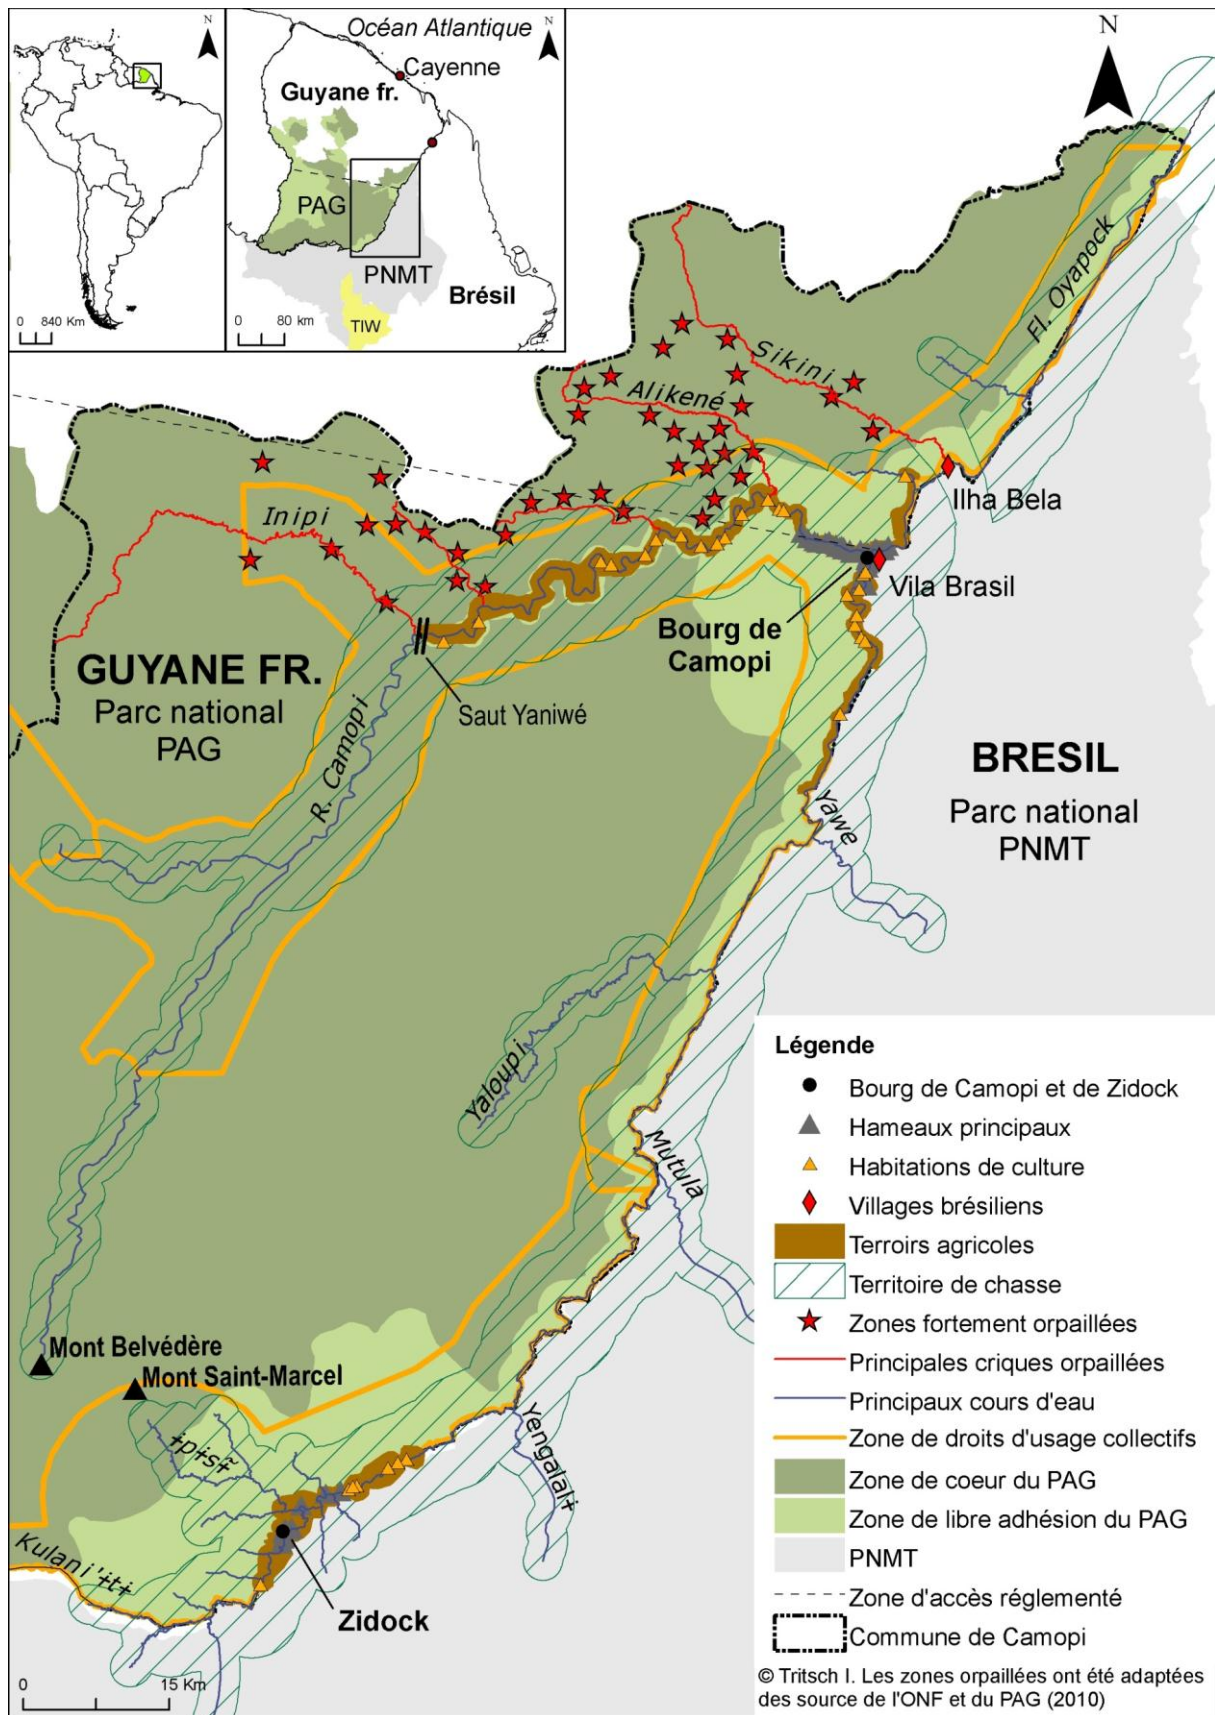 N
0 840 Km
N
Océan Atlantique
Cayenne
Guyane fr.
PAG
PNMT
Brésil
TIW
0 80 Km
N
Fl. Oyapock
Sikini
Alikené
Inipi
Ilha Bela
Vila Brasil
Bourg de
Camopi
GUYANE FR.
Parc national
PAG
Saut Yaniwé
R. Camopi
BRESIL
Parc national
PNMT
Yawe
Yaloupi
Mutula
Mont Belvédère
Mont Saint-Marcel
ɨpɨsɨ̃
Yengalalɨ
Kulani'ɨtɨ
Zidock
0 15 Km
Légende
Bourg de Camopi et de Zidock
Hameaux principaux
Habitations de culture
Villages brésiliens
Terroirs agricoles
Territoire de chasse
Zones fortement orpaillées
Principales criques orpaillées
Principaux cours d'eau
Zone de droits d'usage collectifs
Zone de coeur du PAG
Zone de libre adhésion du PAG
PNMT
Zone d'accès réglementé
Commune de Camopi
© Tritsch I. Les zones orpaillées ont été adaptées
des source de l'ONF et du PAG (2010)